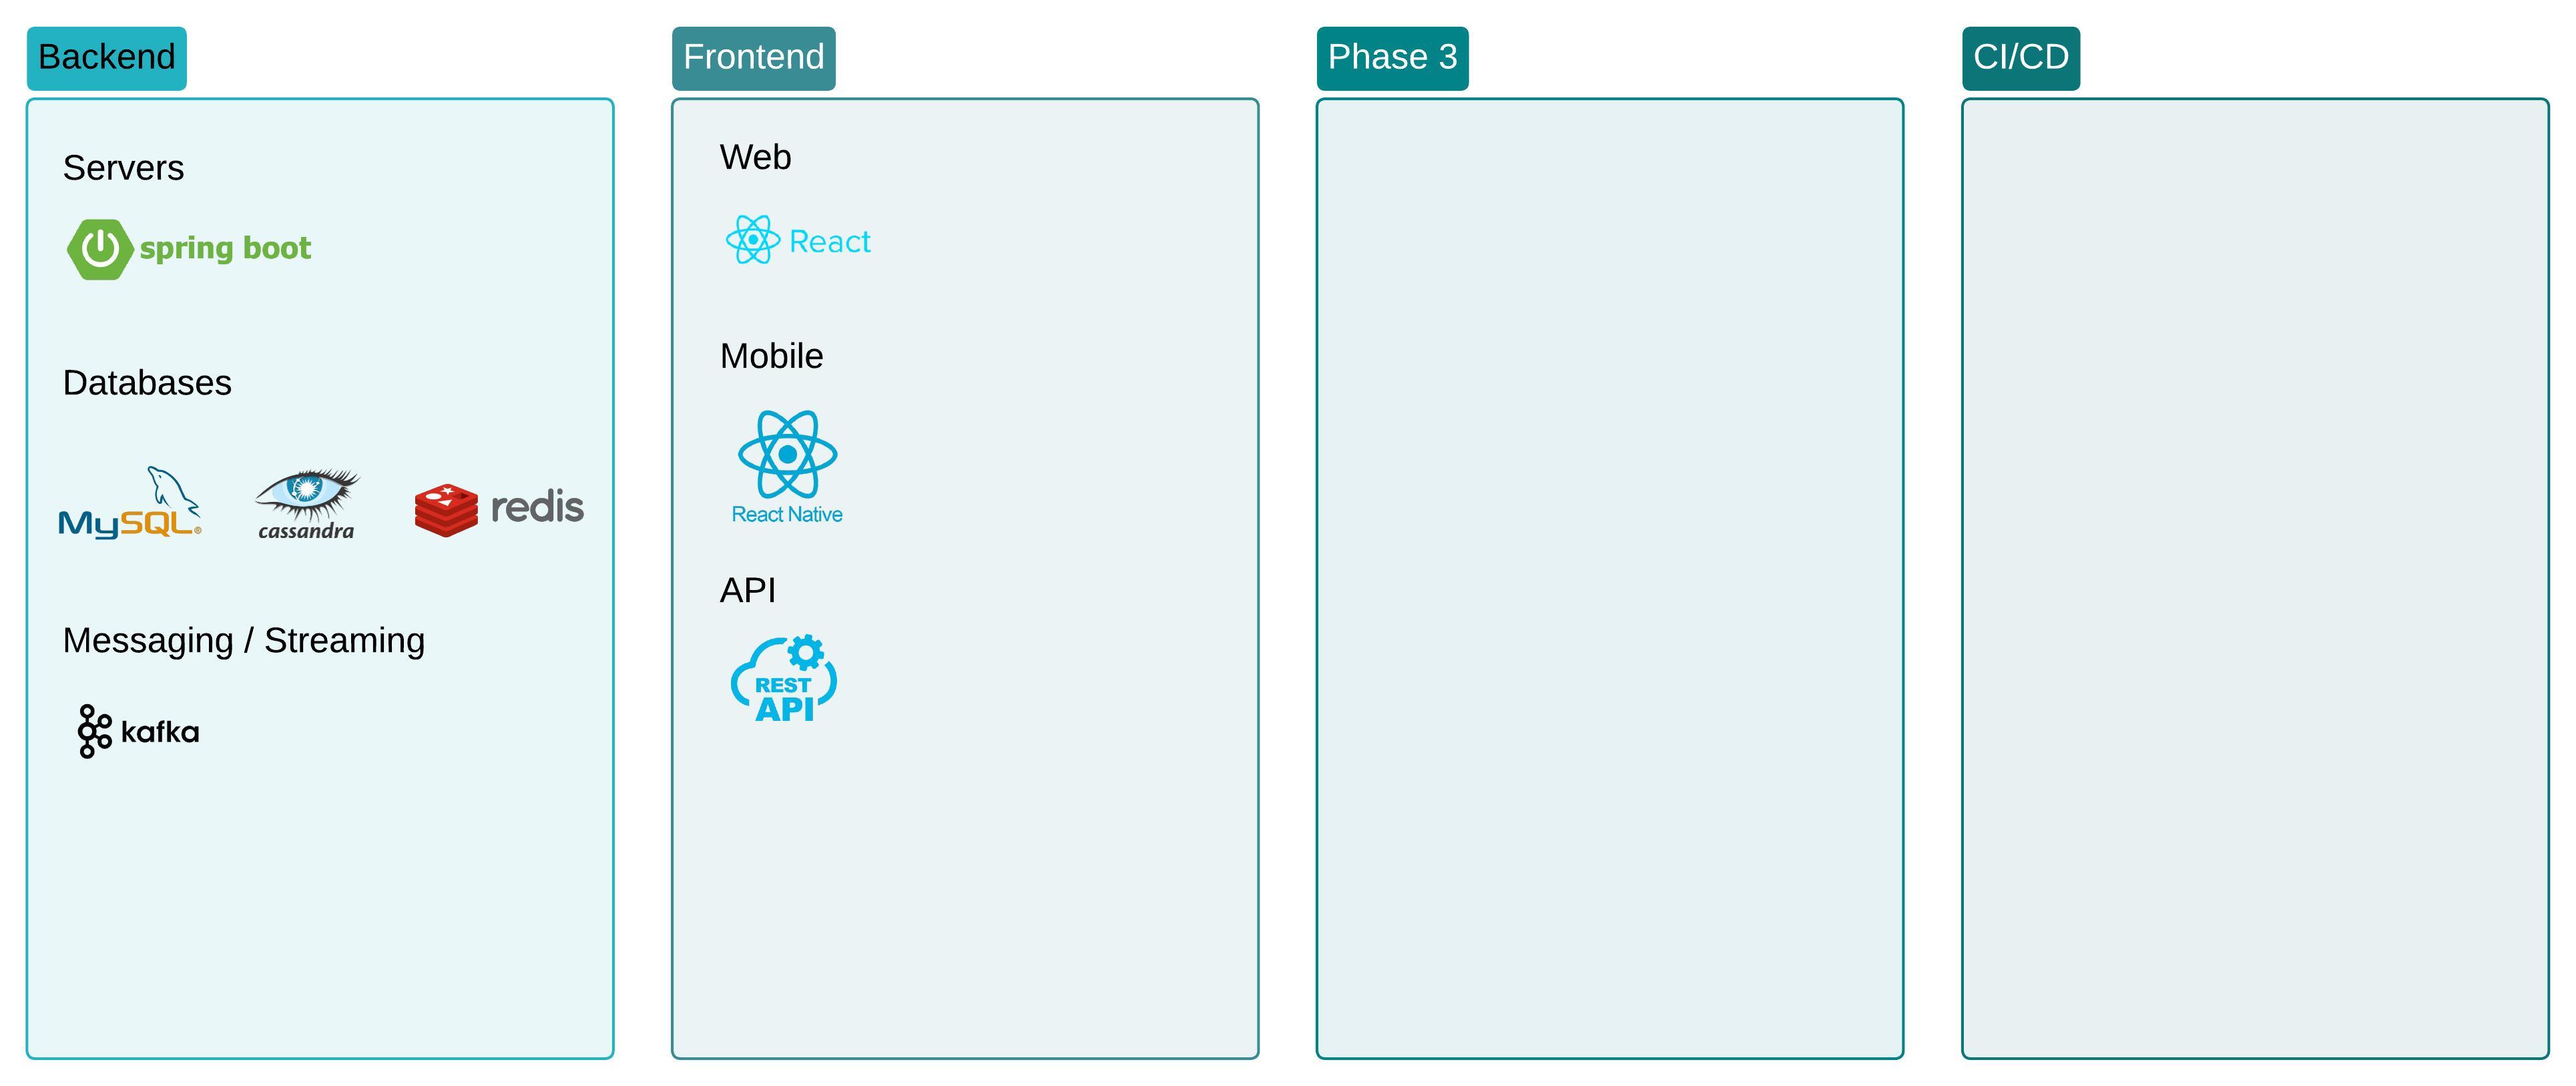 Backend
Servers
spring boot
Databases
MySQL®
cassandra
redis
Messaging / Streaming
kafka
Frontend
Web
React
Mobile
React Native
API
REST
API
Phase 3
CI/CD